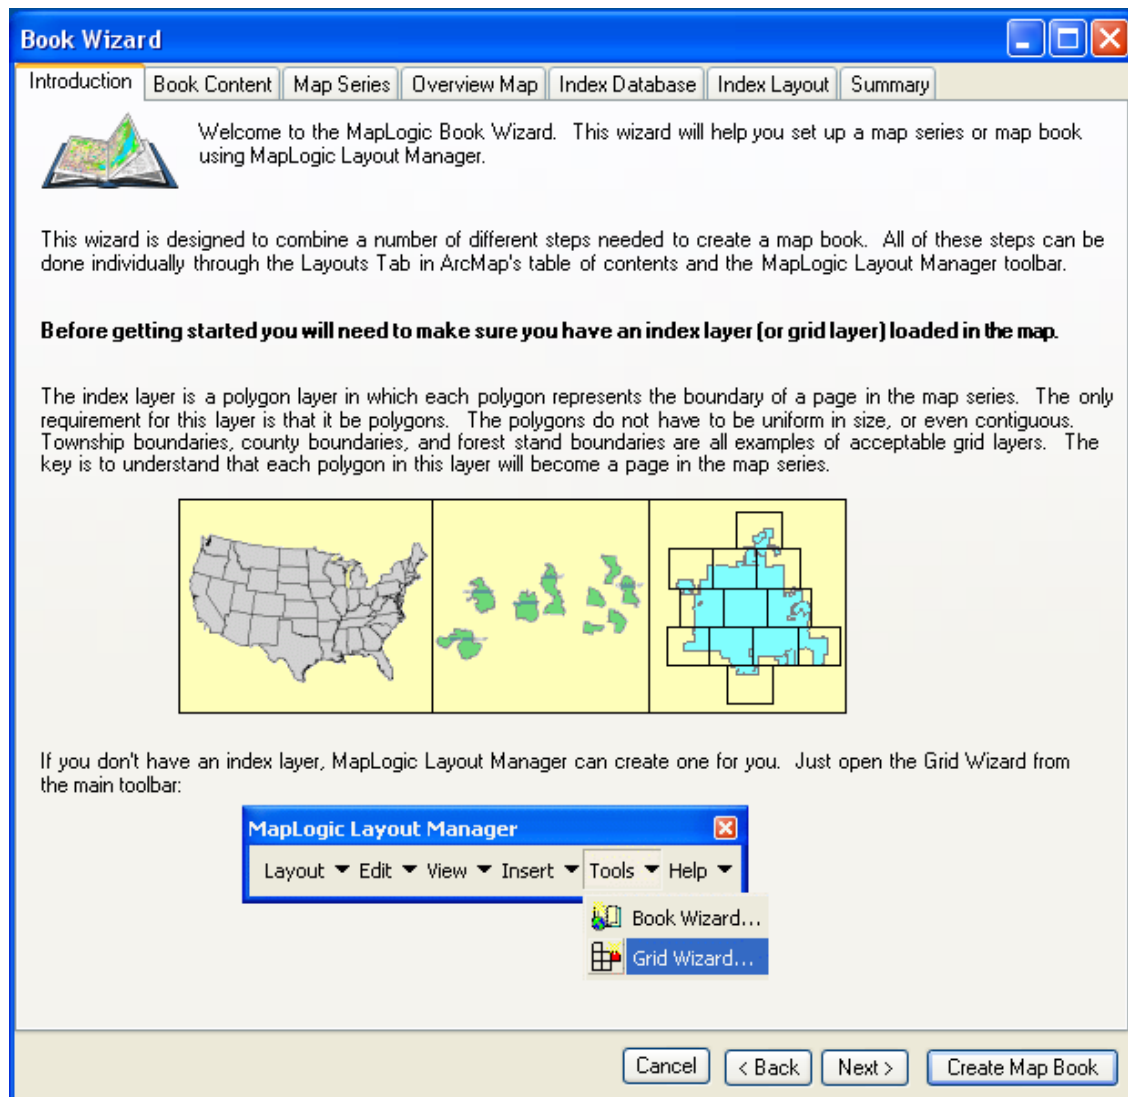 Book Wizard
Introduction
Book Content
Map Series
Overview Map
Index Database
Index Layout
Summary
Welcome to the MapLogic Book Wizard. This wizard will help you set up a map series or map book
using MapLogic Layout Manager.
This wizard is designed to combine a number of different steps needed to create a map book. All of these steps can be
done individually through the Layouts Tab in ArcMap's table of contents and the MapLogic Layout Manager toolbar.
Before getting started you will need to make sure you have an index layer (or grid layer) loaded in the map.
The index layer is a polygon layer in which each polygon represents the boundary of a page in the map series. The only
requirement for this layer is that it be polygons. The polygons do not have to be uniform in size, or even contiguous.
Township boundaries, county boundaries, and forest stand boundaries are all examples of acceptable grid layers. The
key is to understand that each polygon in this layer will become a page in the map series.
If you don't have an index layer, MapLogic Layout Manager can create one for you. Just open the Grid Wizard from
the main toolbar:
MapLogic Layout Manager
Layout Edit View Insert Tools Help
Book Wizard...
Grid Wizard...
Cancel
< Back
Next >
Create Map Book